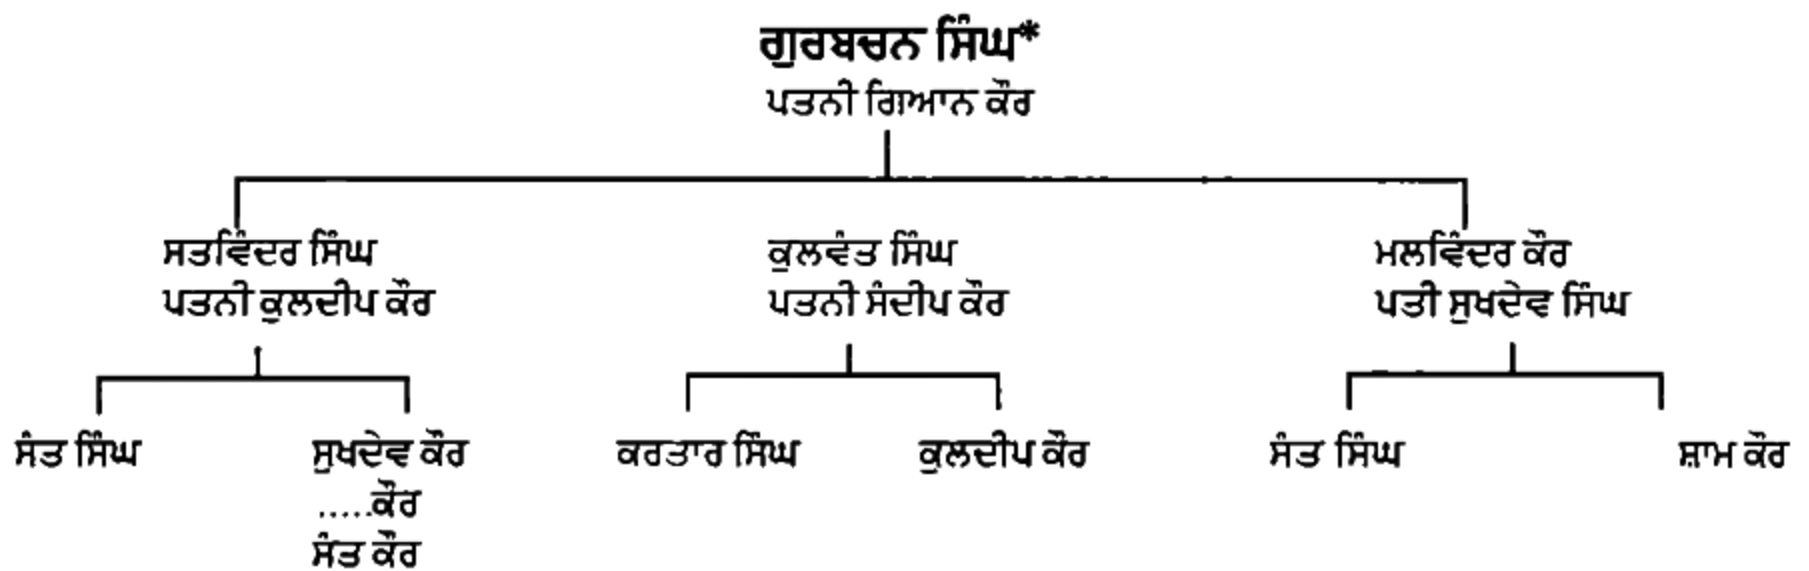 ਗੁਰਬਚਨ ਸਿੰਘ*
ਪਤਨੀ ਗਿਆਨ ਕੌਰ
ਸਤਵਿੰਦਰ ਸਿੰਘ ਕੁਲਵੰਤ ਸਿੰਘ ਮਲਵਿੰਦਰ ਕੌਰ
ਪਤਨੀ ਕੁਲਦੀਪ ਕੌਰ ਪਤਨੀ ਸੰਦੀਪ ਕੌਰ ਪਤੀ ਸੁਖਦੇਵ ਸਿੰਘ
ਸੰਤ ਸਿੰਘ ਸੁਖਦੇਵ ਕੌਰ ਕਰਤਾਰ ਸਿੰਘ ਕੁਲਦੀਪ ਕੌਰ ਸੰਤ ਸਿੰਘ ਸ਼ਾਮ ਕੌਰ
.....ਕੌਰ
ਸੰਤ ਕੌਰ